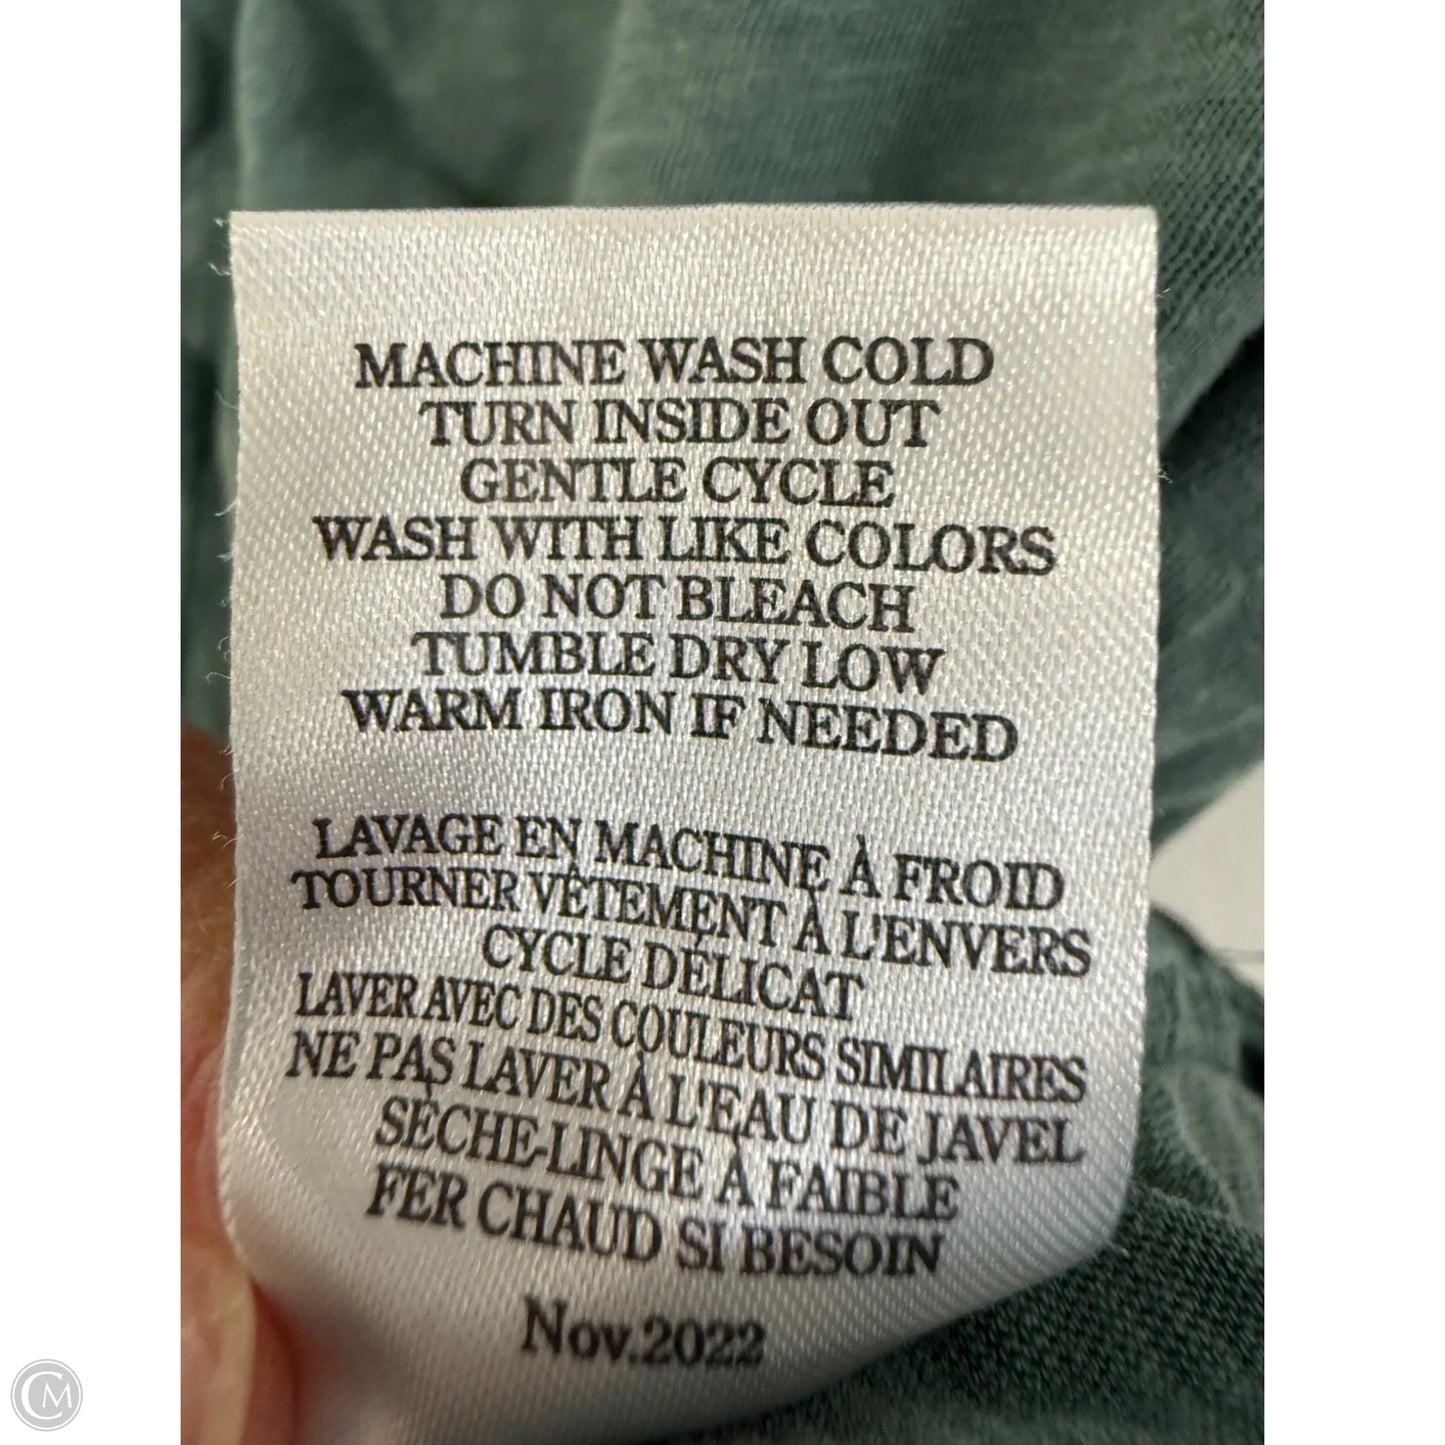 MACHINE WASH COLD
TURN INSIDE OUT
GENTLE CYCLE
WASH WITH LIKE COLORS
DO NOT BLEACH
TUMBLE DRY LOW
WARM IRON IF NEEDED
LAVAGE EN MACHINE À FROID
TOURNER VÊTEMENT À L'ENVERS
CYCLE DÉLICAT
LAVER AVEC DES COULEURS SIMILAIRES
NE PAS LAVER À L'EAU DE JAVEL
SÈCHE-LINGE À FAIBLE
FER CHAUD SI BESOIN
Nov.2022
CM